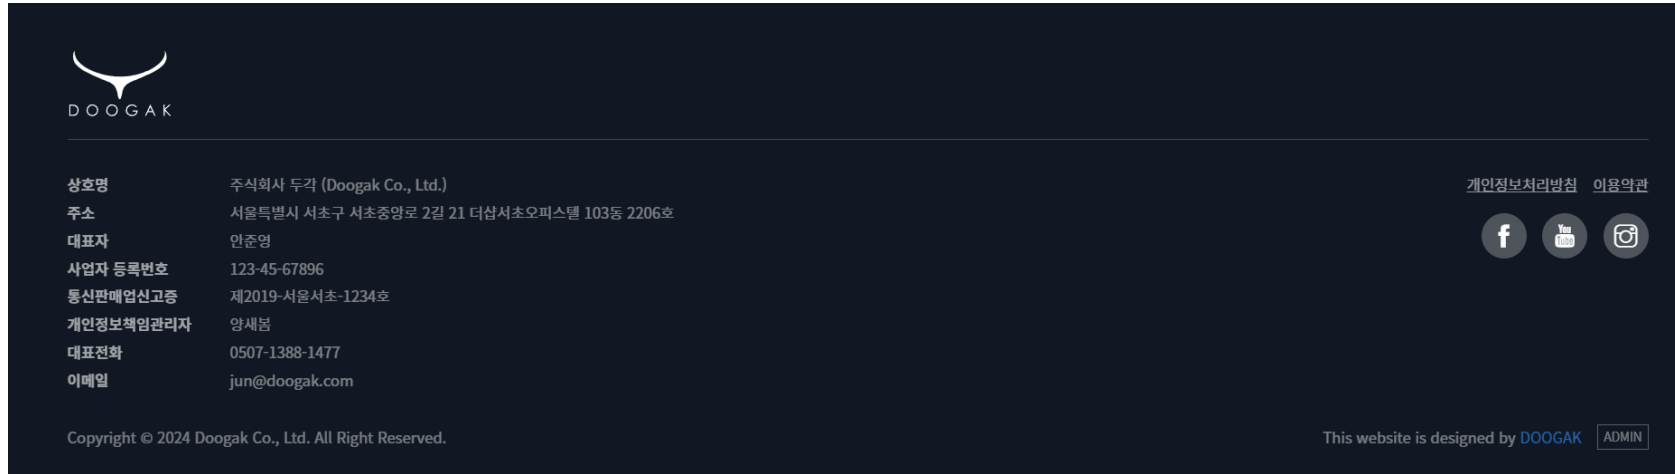 DOOGAK
상호명 주식회사 두각 (Doogak Co., Ltd.)
주소 서울특별시 서초구 서초중앙로 2길 21 더샵서초오피스텔 103동 2206호
대표자 안준영
사업자 등록번호 123-45-67896
통신판매업신고증 제2019-서울서초-1234호
개인정보책임관리자 양새봄
대표전화 0507-1388-1477
이메일 jun@doogak.com
개인정보처리방침 이용약관
f You Tube
Copyright © 2024 Doogak Co., Ltd. All Right Reserved.
This website is designed by DOOGAK ADMIN